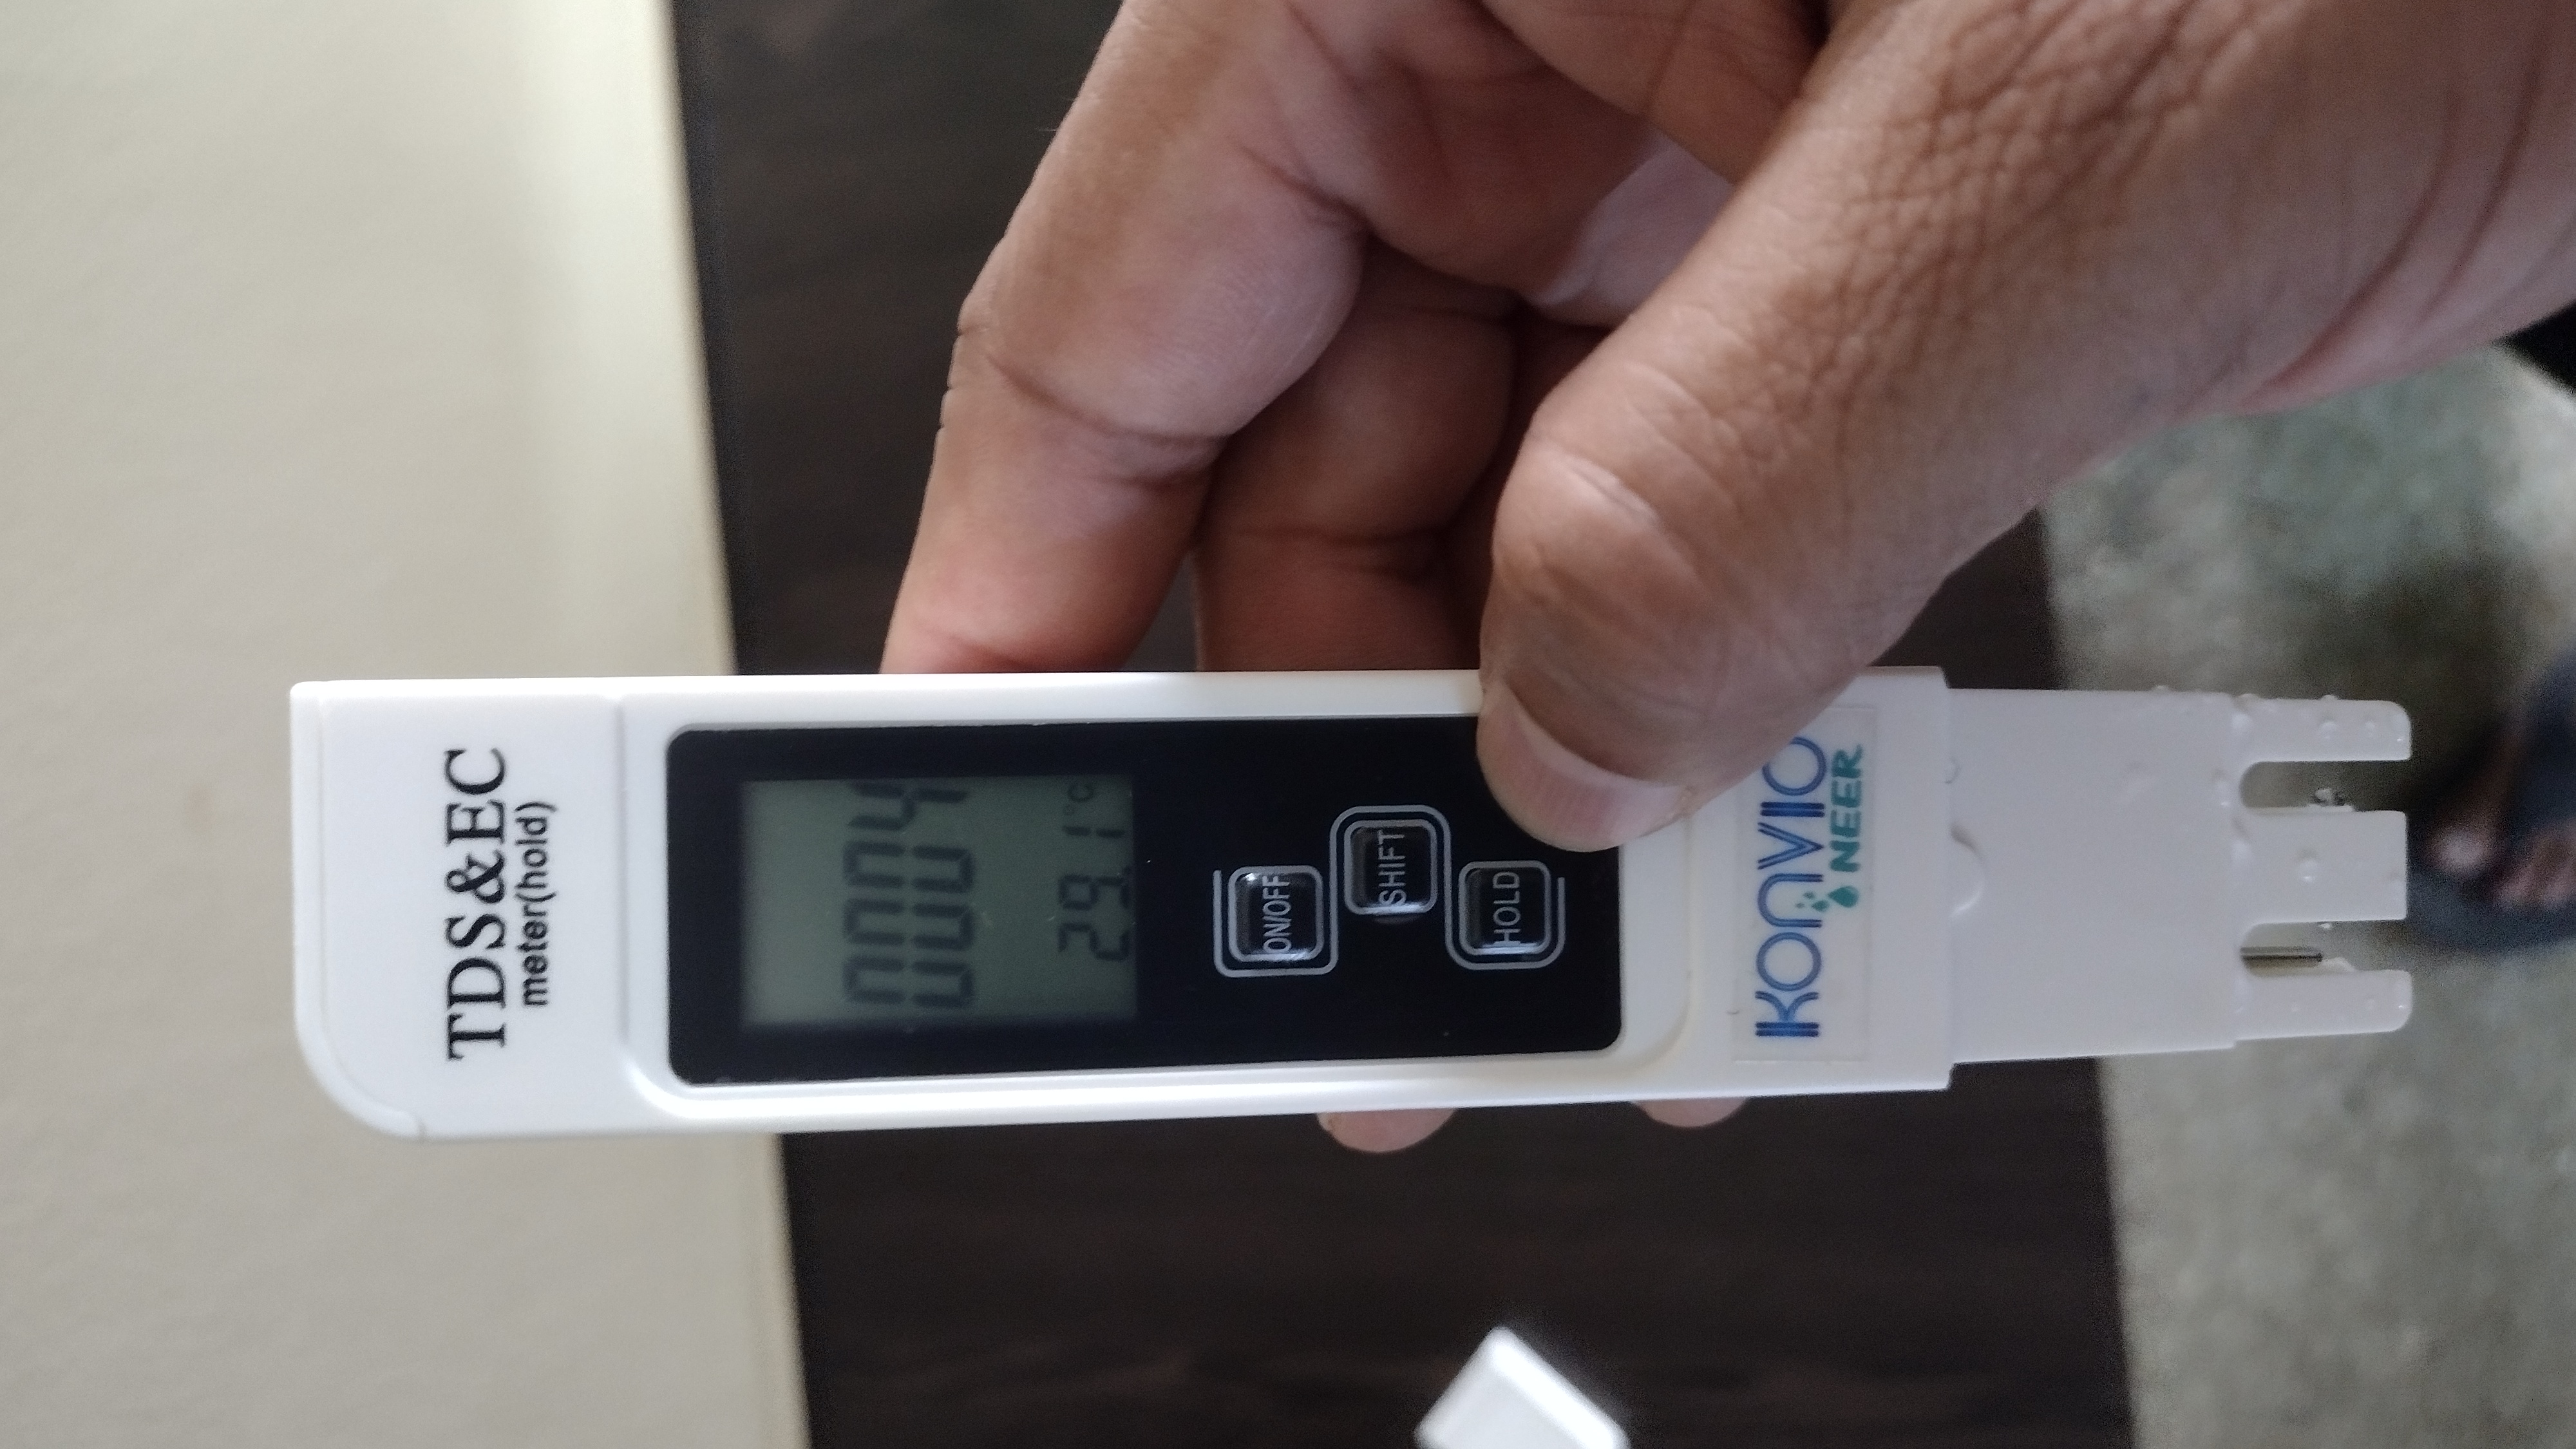 TDS&EC
meter(hold)
0004
29.1°C
ON/OFF
SHIFT
HOLD
KONVIO
NEER